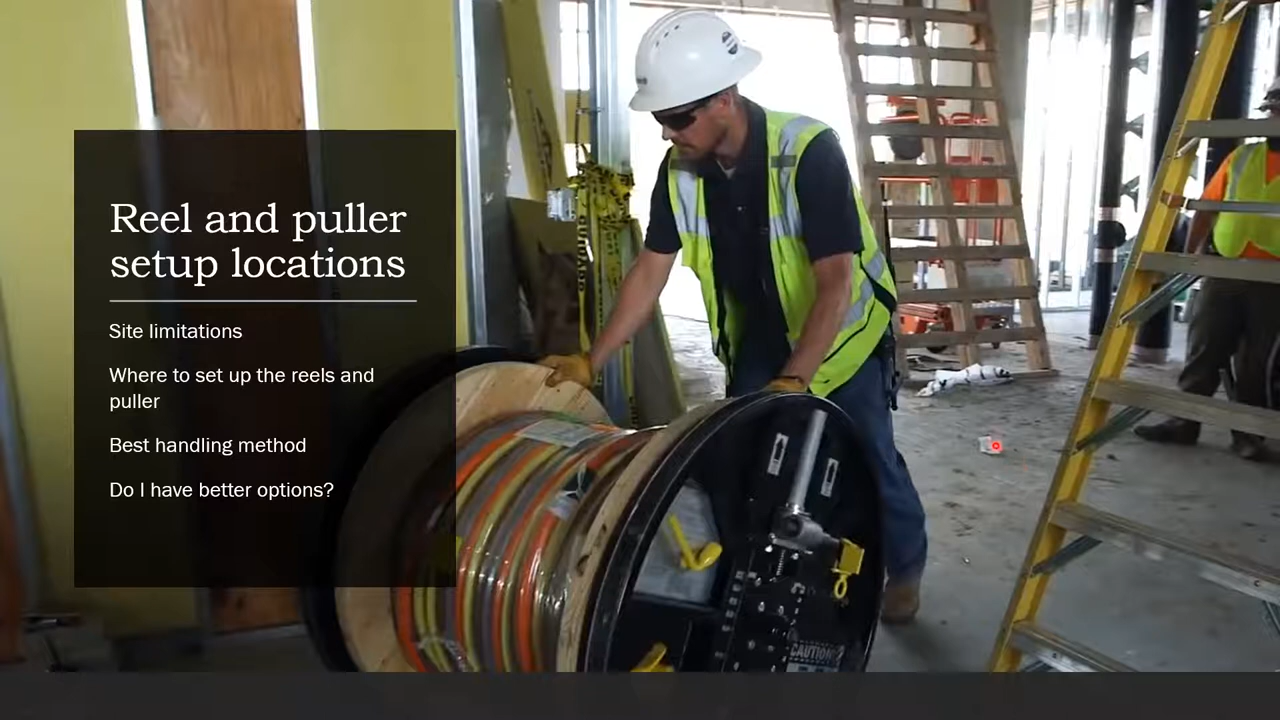 Reel and puller
setup locations
Site limitations
Where to set up the reels and
puller
Best handling method
Do I have better options?
CAUTION